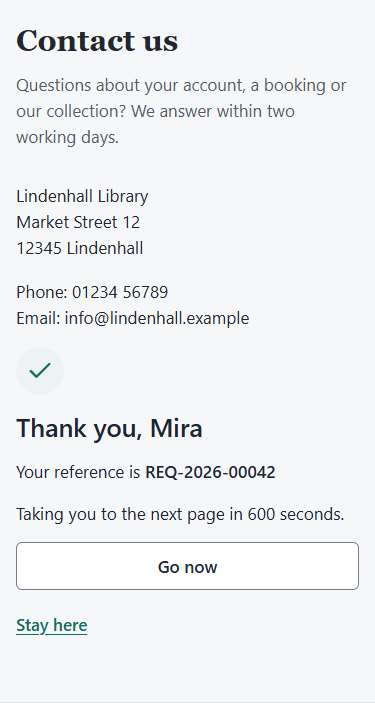 Contact us
Questions about your account, a booking or
our collection? We answer within two
working days.
Lindenhall Library
Market Street 12
12345 Lindenhall
Phone: 01234 56789
Email: info@lindenhall.example
Thank you, Mira
Your reference is REQ-2026-00042
Taking you to the next page in 600 seconds.
Go now
Stay here